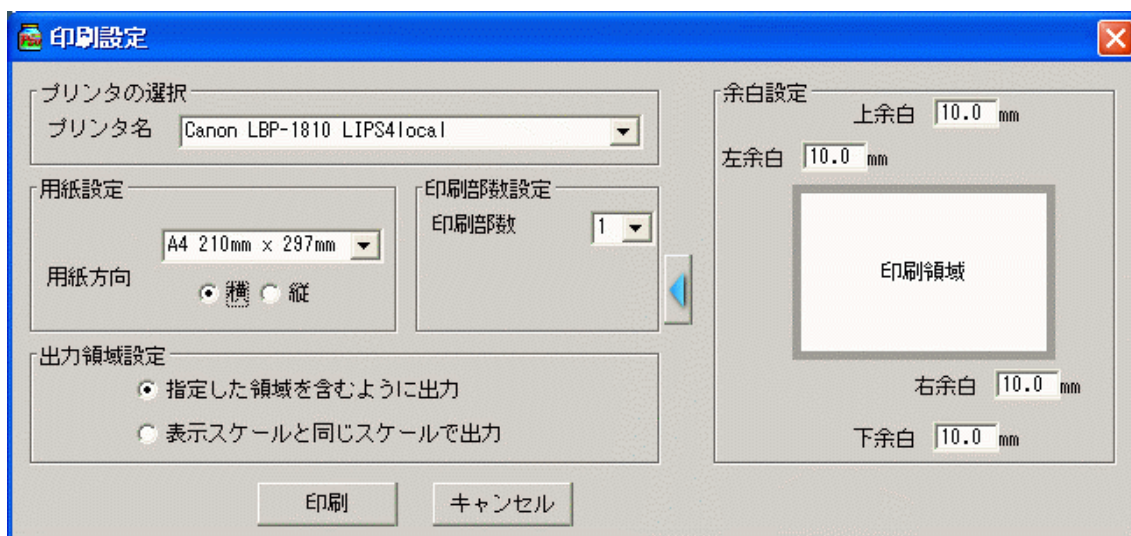 印刷設定
プリンタの選択
プリンタ名 Canon LBP-1810 LIPS4local
用紙設定
A4 210mm × 297mm
用紙方向 横 縦
印刷部数設定
印刷部数 1
出力領域設定
指定した領域を含むように出力
表示スケールと同じスケールで出力
印刷 キャンセル
余白設定
上余白 10.0 mm
左余白 10.0 mm
印刷領域
右余白 10.0 mm
下余白 10.0 mm